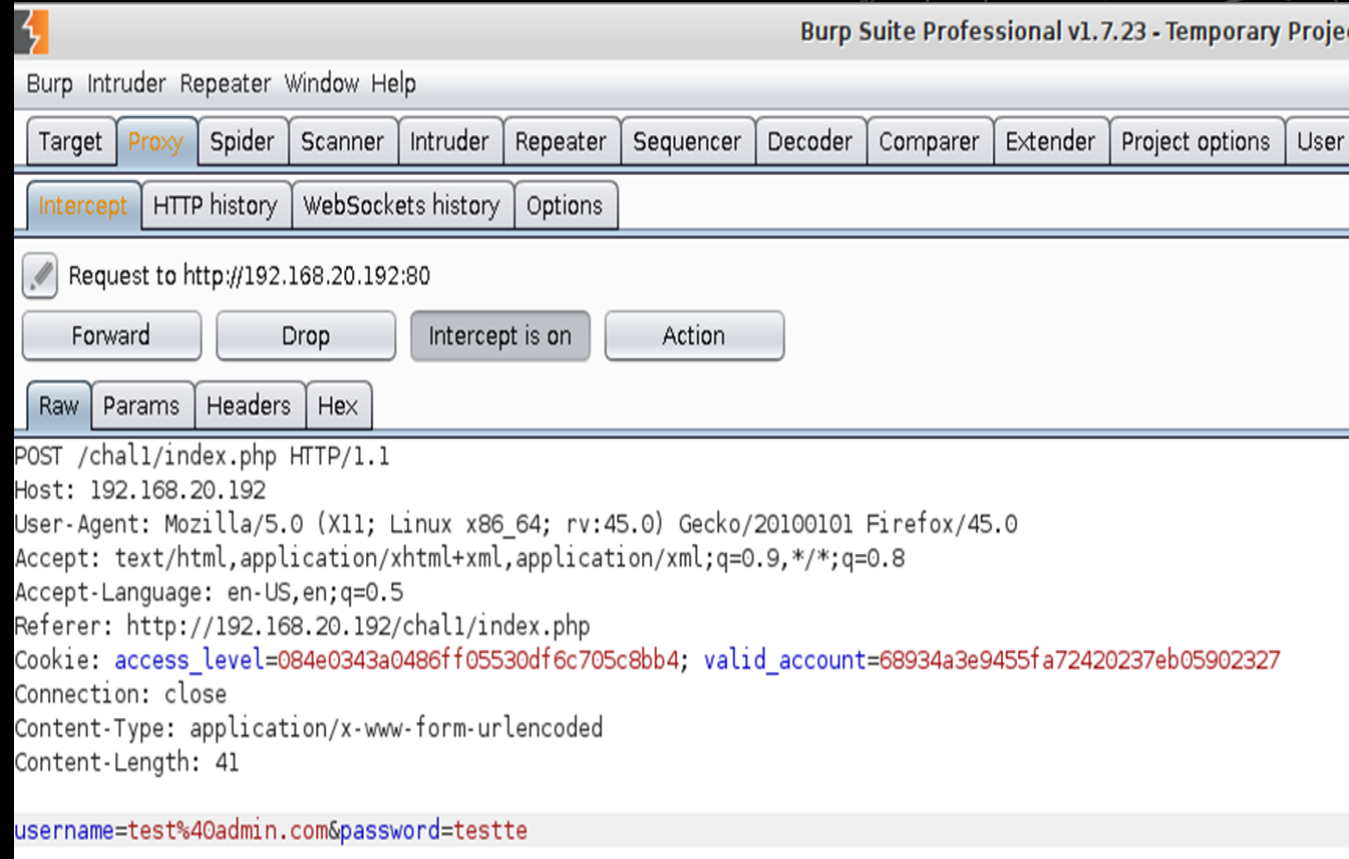 Burp Suite Professional v1.7.23 - Temporary Proje
Burp Intruder Repeater Window Help
Target Proxy Spider Scanner Intruder Repeater Sequencer Decoder Comparer Extender Project options User
Intercept HTTP history WebSockets history Options
Request to http://192.168.20.192:80
Forward Drop Intercept is on Action
Raw Params Headers Hex
POST /chal1/index.php HTTP/1.1
Host: 192.168.20.192
User-Agent: Mozilla/5.0 (X11; Linux x86_64; rv:45.0) Gecko/20100101 Firefox/45.0
Accept: text/html,application/xhtml+xml,application/xml;q=0.9,*/*;q=0.8
Accept-Language: en-US,en;q=0.5
Referer: http://192.168.20.192/chal1/index.php
Cookie: access_level=084e0343a0486ff05530df6c705c8bb4; valid_account=68934a3e9455fa72420237eb05902327
Connection: close
Content-Type: application/x-www-form-urlencoded
Content-Length: 41
username=test%40admin.com&password=testte